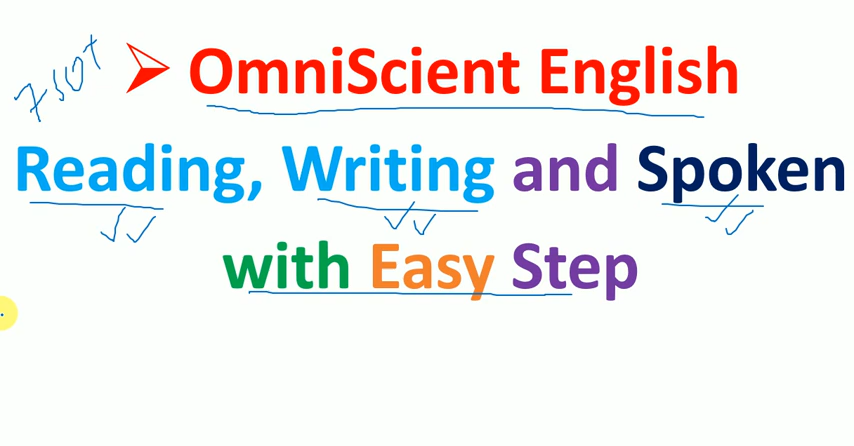 OmniScient English
Reading, Writing and Spoken
with Easy Step